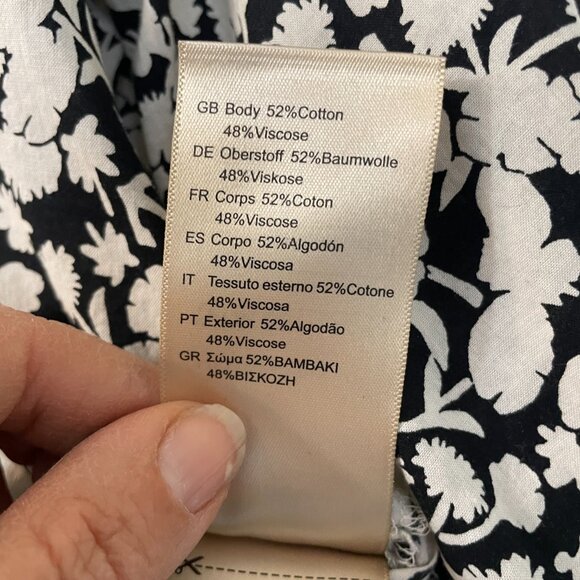 GB Body 52%Cotton
48%Viscose
DE Oberstoff 52%Baumwolle
48%Viskose
FR Corps 52%Coton
48%Viscose
ES Corpo 52%Algodón
48%Viscosa
IT Tessuto esterno 52%Cotone
48%Viscosa
PT Exterior 52%Algodão
48%Viscose
GR Σώμα 52%ΒΑΜΒΑΚΙ
48%ΒΙΣΚΟΖΗ